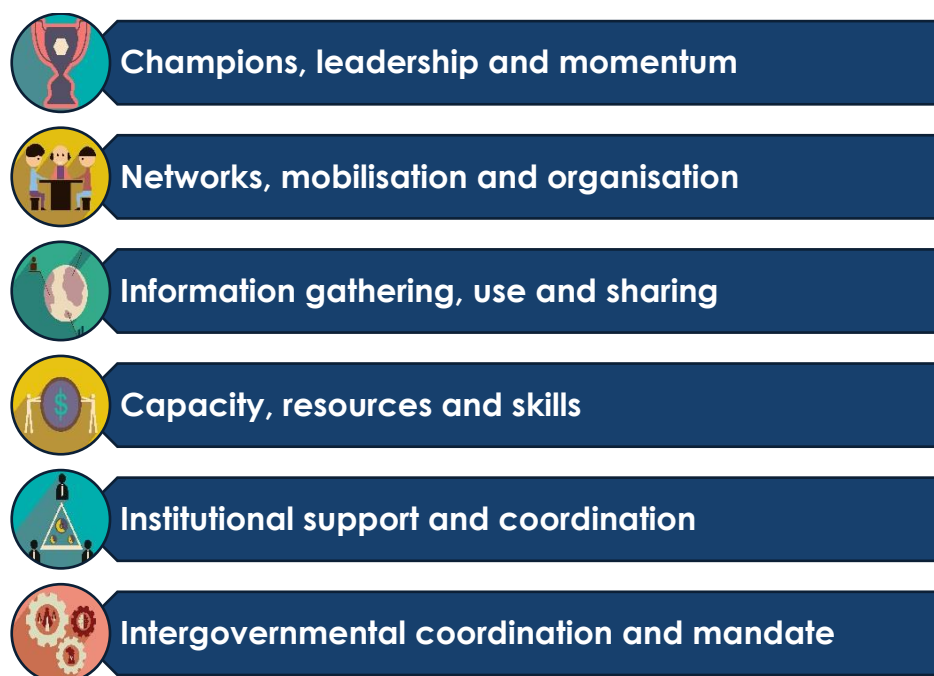 Champions, leadership and momentum
Networks, mobilisation and organisation
Information gathering, use and sharing
$
Capacity, resources and skills
Institutional support and coordination
Intergovernmental coordination and mandate